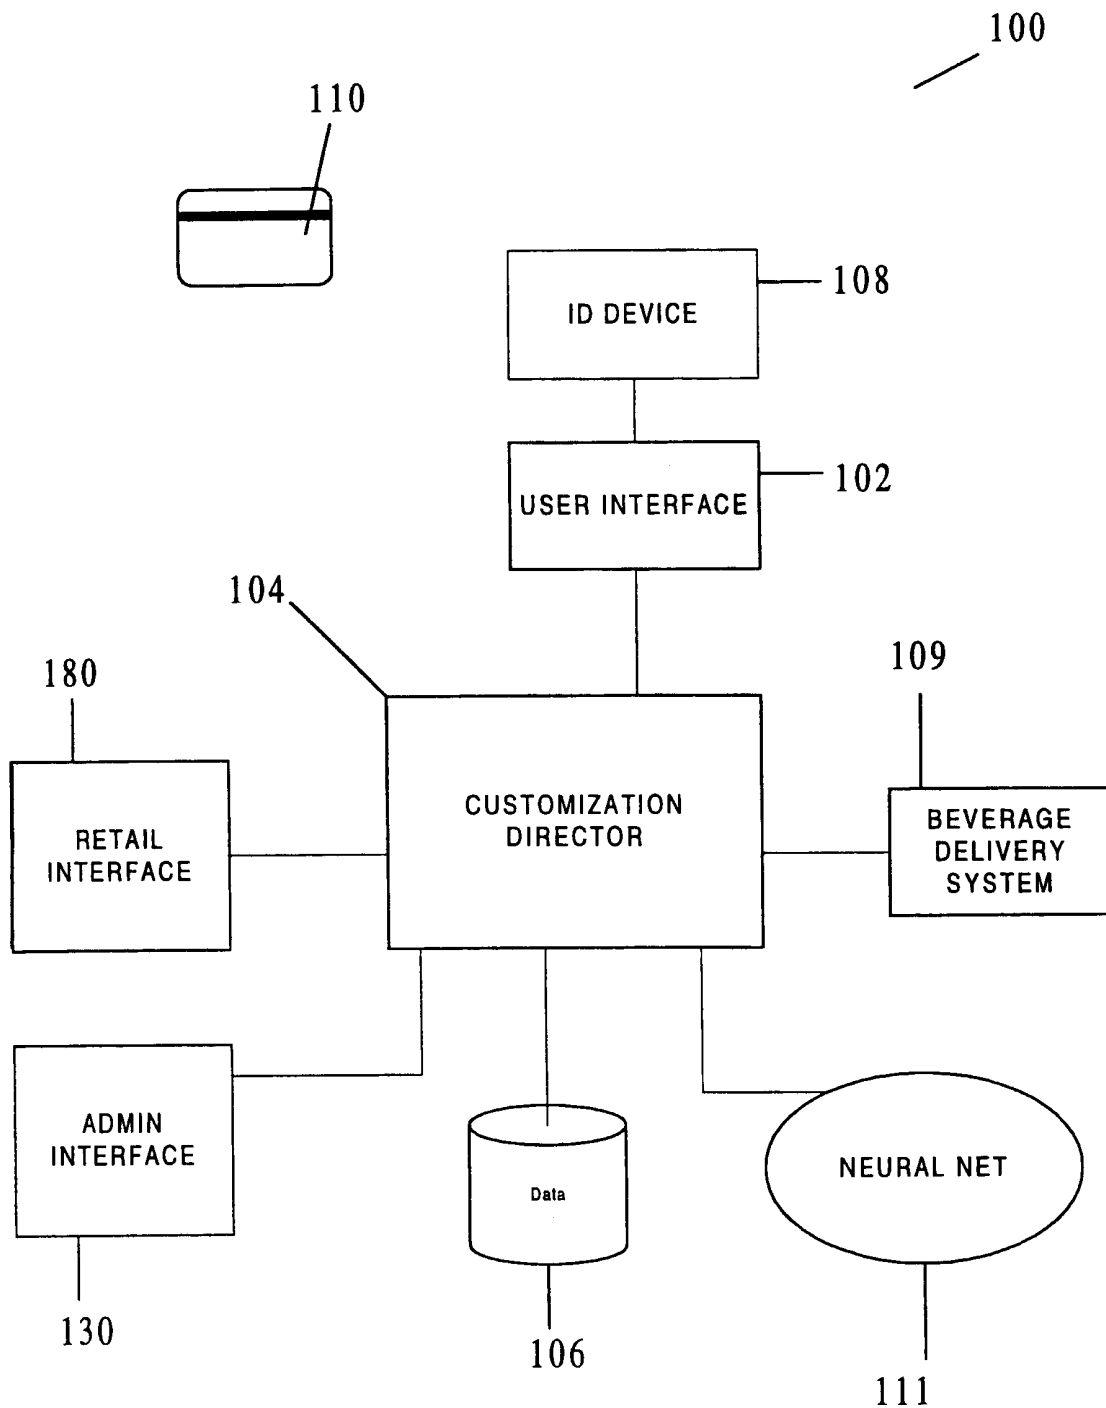 100
110
108
ID DEVICE
102
USER INTERFACE
104
180
109
RETAIL
INTERFACE
CUSTOMIZATION
DIRECTOR
BEVERAGE
DELIVERY
SYSTEM
ADMIN
INTERFACE
Data
NEURAL NET
130
106
111